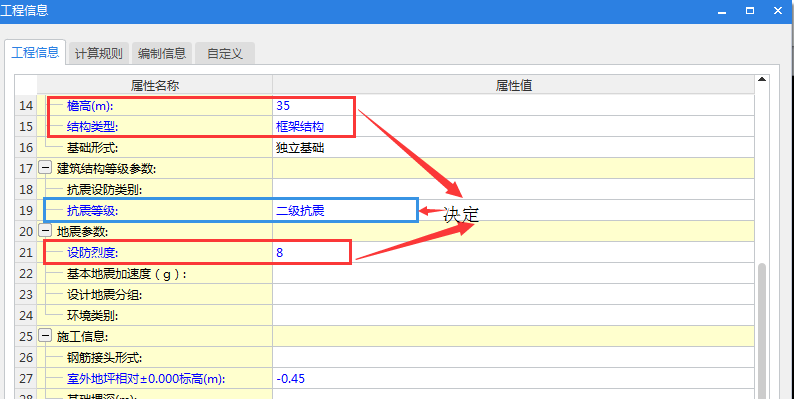 工程信息
工程信息 计算规则 编制信息 自定义
属性名称 属性值
14 檐高(m): 35
15 结构类型: 框架结构
16 基础形式: 独立基础
17 建筑结构等级参数:
18 抗震设防类别:
19 抗震等级: 二级抗震 决定
20 地震参数:
21 设防烈度: 8
22 基本地震加速度（g）:
23 设计地震分组:
24 环境类别:
25 施工信息:
26 钢筋接头形式:
27 室外地坪相对±0.000标高(m): -0.45
28 基础埋深(m):